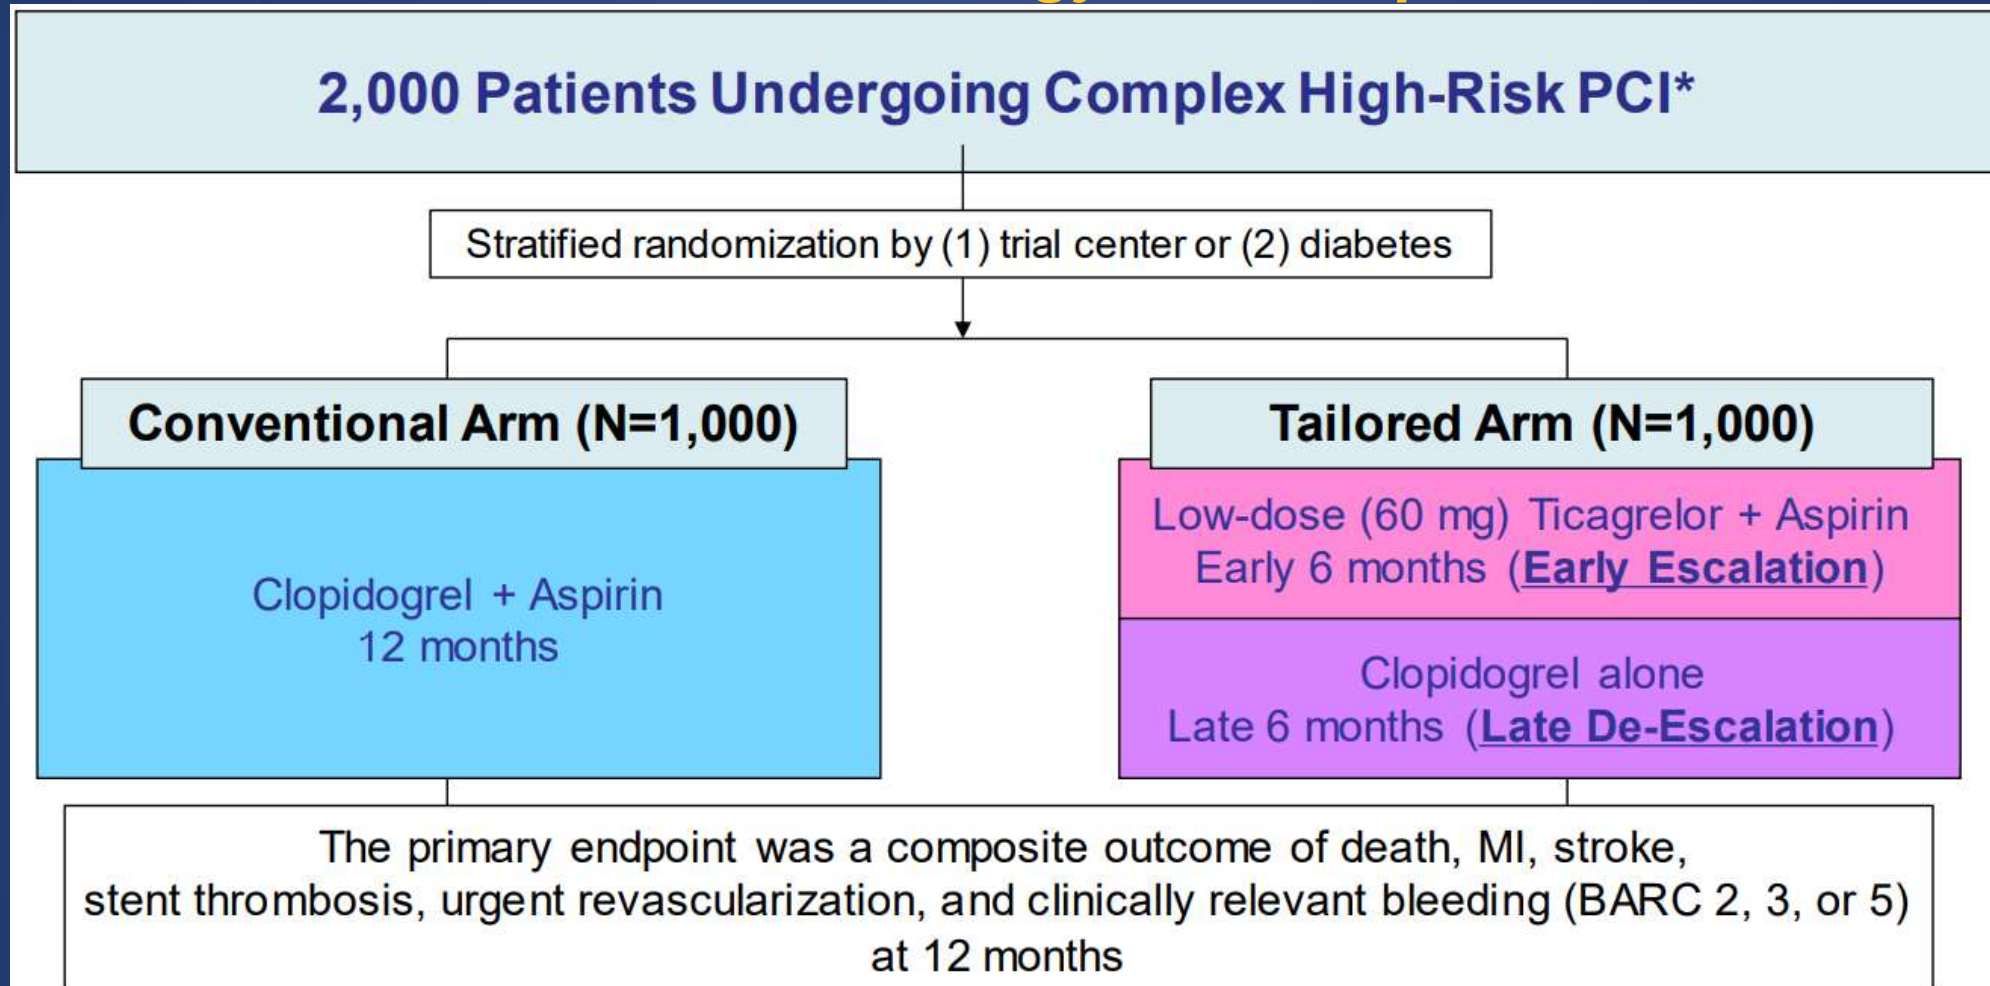 2,000 Patients Undergoing Complex High-Risk PCI*
Stratified randomization by (1) trial center or (2) diabetes
Conventional Arm (N=1,000)
Clopidogrel + Aspirin
12 months
Tailored Arm (N=1,000)
Low-dose (60 mg) Ticagrelor + Aspirin
Early 6 months (Early Escalation)
Clopidogrel alone
Late 6 months (Late De-Escalation)
The primary endpoint was a composite outcome of death, MI, stroke,
stent thrombosis, urgent revascularization, and clinically relevant bleeding (BARC 2, 3, or 5)
at 12 months